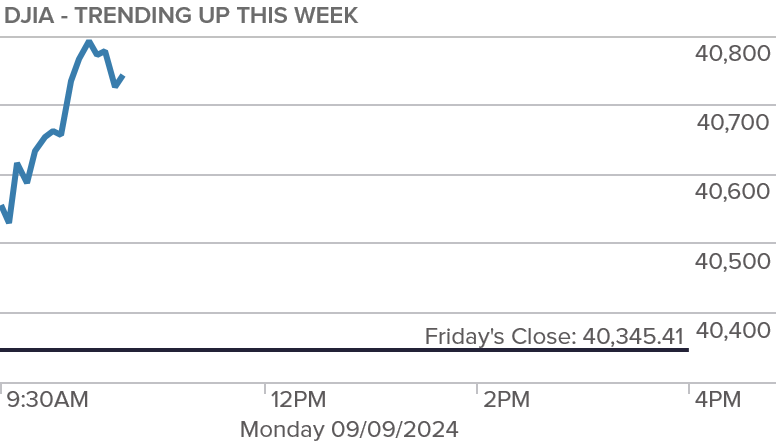 DJIA - TRENDING UP THIS WEEK
40,800
40,700
40,600
40,500
40,400
Friday's Close: 40,345.41
9:30AM
12PM
2PM
4PM
Monday 09/09/2024